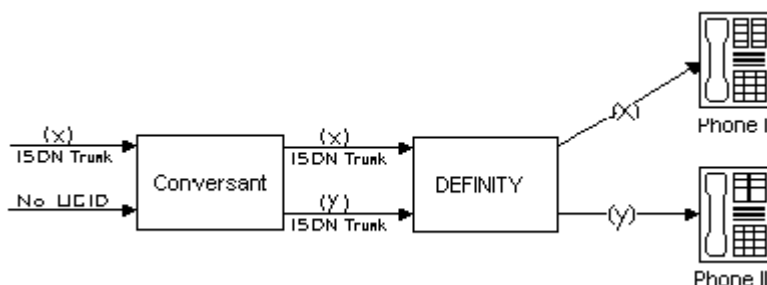 (x)
ISDN Trunk
No UCID
Conversant
(x)
ISDN Trunk
(y)
ISDN Trunk
DEFINITY
(x)
Phone I
(y)
Phone II